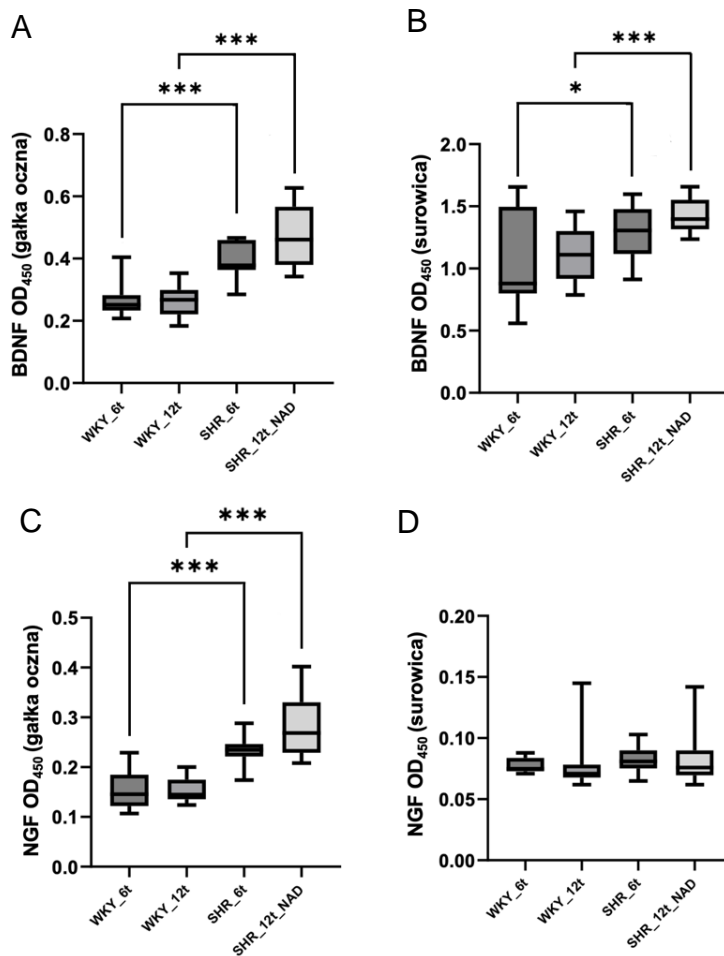 A
***
***
BDNF OD450 (gałka oczna)
0.8
0.6
0.4
0.2
0.0
WKY_6t
WKY_12t
SHR_6t
SHR_12t_NAD
B
***
*
BDNF OD450 (surowica)
2.0
1.5
1.0
0.5
0.0
WKY_6t
WKY_12t
SHR_6t
SHR_12t_NAD
C
***
***
NGF OD450 (gałka oczna)
0.5
0.4
0.3
0.2
0.1
0.0
WKY_6t
WKY_12t
SHR_6t
SHR_12t_NAD
D
NGF OD450 (surowica)
0.20
0.15
0.10
0.05
0.00
WKY_6t
WKY_12t
SHR_6t
SHR_12t_NAD